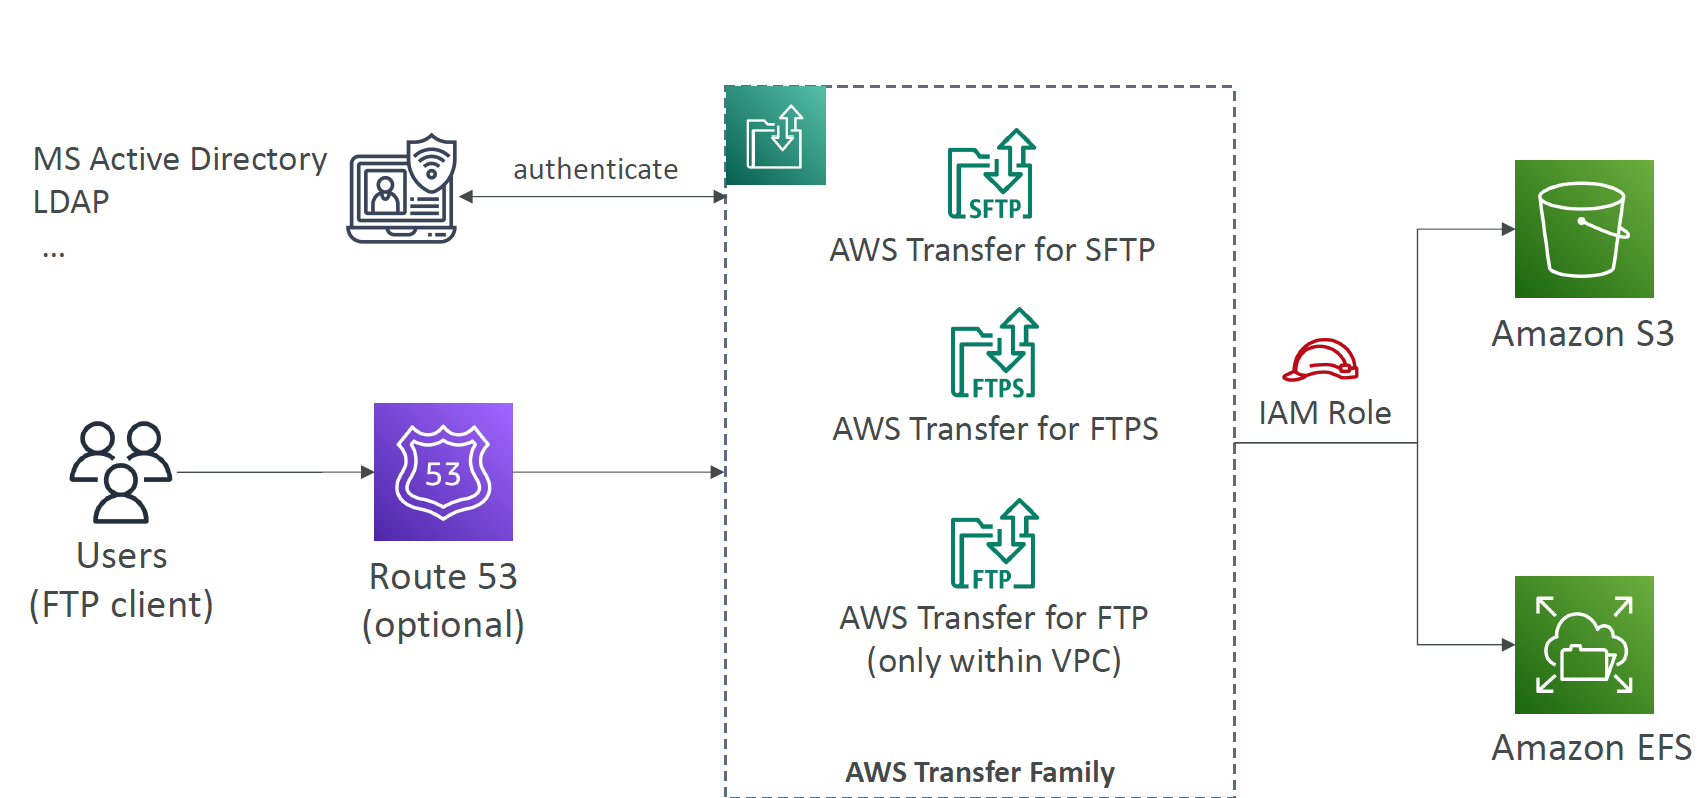 MS Active Directory
LDAP
...
authenticate
Users
(FTP client)
53
Route 53
(optional)
SFTP
AWS Transfer for SFTP
FTPS
AWS Transfer for FTPS
FTP
AWS Transfer for FTP
(only within VPC)
AWS Transfer Family
IAM Role
Amazon S3
Amazon EFS